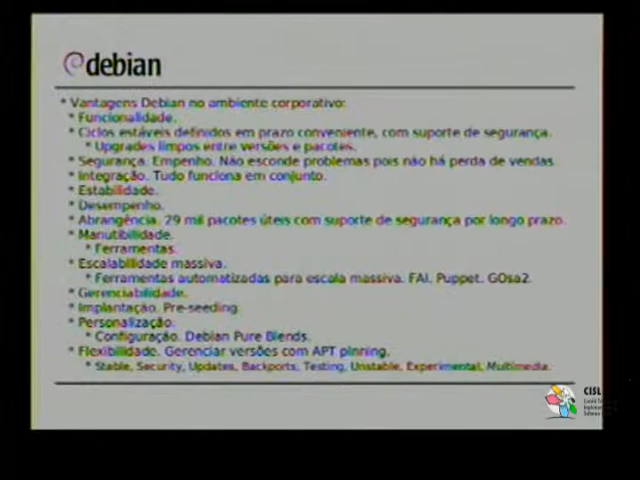 debian
* Vantagens Debian no ambiente corporativo:
* Funcionalidade.
* Ciclos estáveis definidos em prazo conveniente, com suporte de segurança.
* Upgrades limpos entre versões e pacotes.
* Segurança. Empenho. Não esconde problemas pois não há perda de vendas.
* Integração. Tudo funciona em conjunto.
* Estabilidade.
* Desempenho.
* Abrangência. 29 mil pacotes úteis com suporte de segurança por longo prazo.
* Manutibilidade.
* Ferramentas.
* Escalabilidade massiva.
* Ferramentas automatizadas para escala massiva. FAI, Puppet, GOsa2.
* Gerenciabilidade.
* Implantação. Pre-seeding.
* Personalização.
* Configuração. Debian Pure Blends.
* Flexibilidade. Gerenciar versões com APT pinning.
* Stable, Security, Updates, Backports, Testing, Unstable, Experimental, Multimedia.
CISL